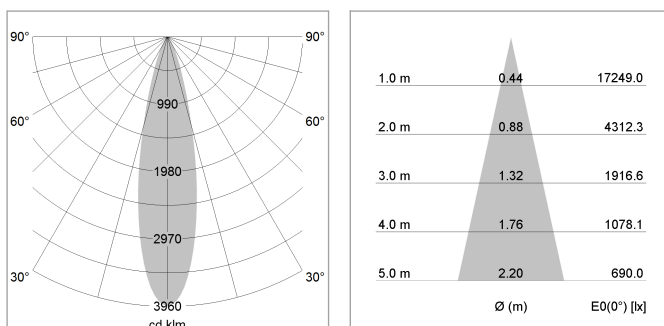 90°
90°
990
60°
60°
1980
2970
30°
30°
3960
cd klm
1.0 m 0.44 17249.0
2.0 m 0.88 4312.3
3.0 m 1.32 1916.6
4.0 m 1.76 1078.1
5.0 m 2.20 690.0
Ø (m) E0(0°) [lx]